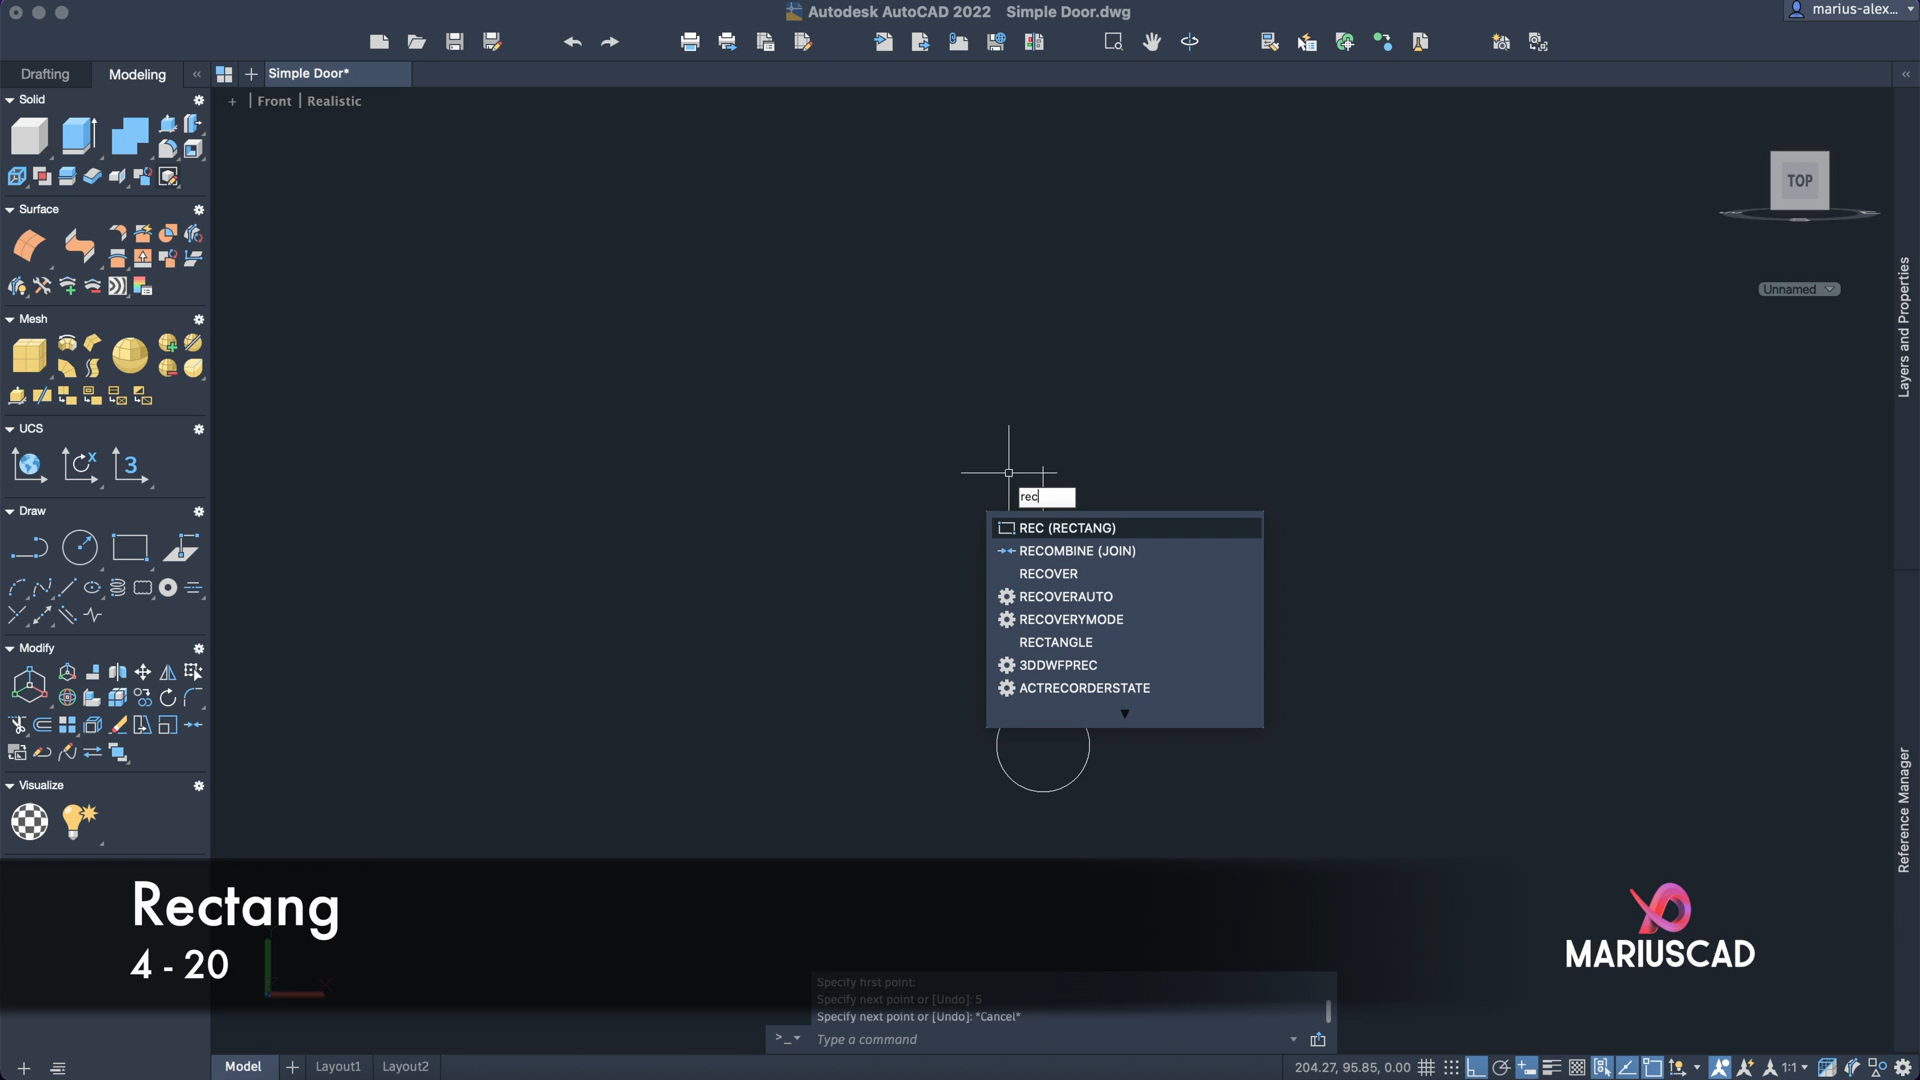 Autodesk AutoCAD 2022 Simple Door.dwg
marius-alex...
Drafting
Modeling
Simple Door*
Solid
+ | Front | Realistic
TOP
Surface
Unnamed
Layers and Properties
Mesh
UCS
X
3
rec
Draw
REC (RECTANG)
RECOMBINE (JOIN)
RECOVER
RECOVERAUTO
RECOVERYMODE
RECTANGLE
3DDWFPREC
ACTRECORDERSTATE
Modify
Visualize
Reference Manager
Rectang
4 - 20
MARIUSCAD
Specify first point:
Specify next point or [Undo]: 5
Specify next point or [Undo]: *Cancel*
>_ Type a command
Model
Layout1
Layout2
204.27, 95.85, 0.00
1:1